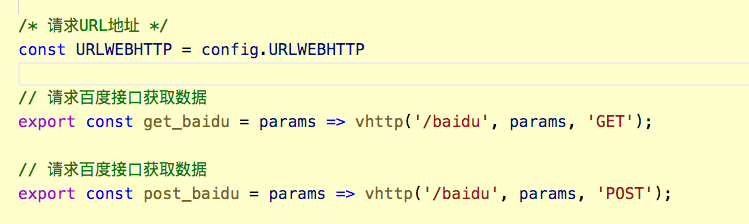 /* 请求URL地址 */
const URLWEBHTTP = config.URLWEBHTTP
// 请求百度接口获取数据
export const get_baidu = params => vhttp('/baidu', params, 'GET');
// 请求百度接口获取数据
export const post_baidu = params => vhttp('/baidu', params, 'POST');